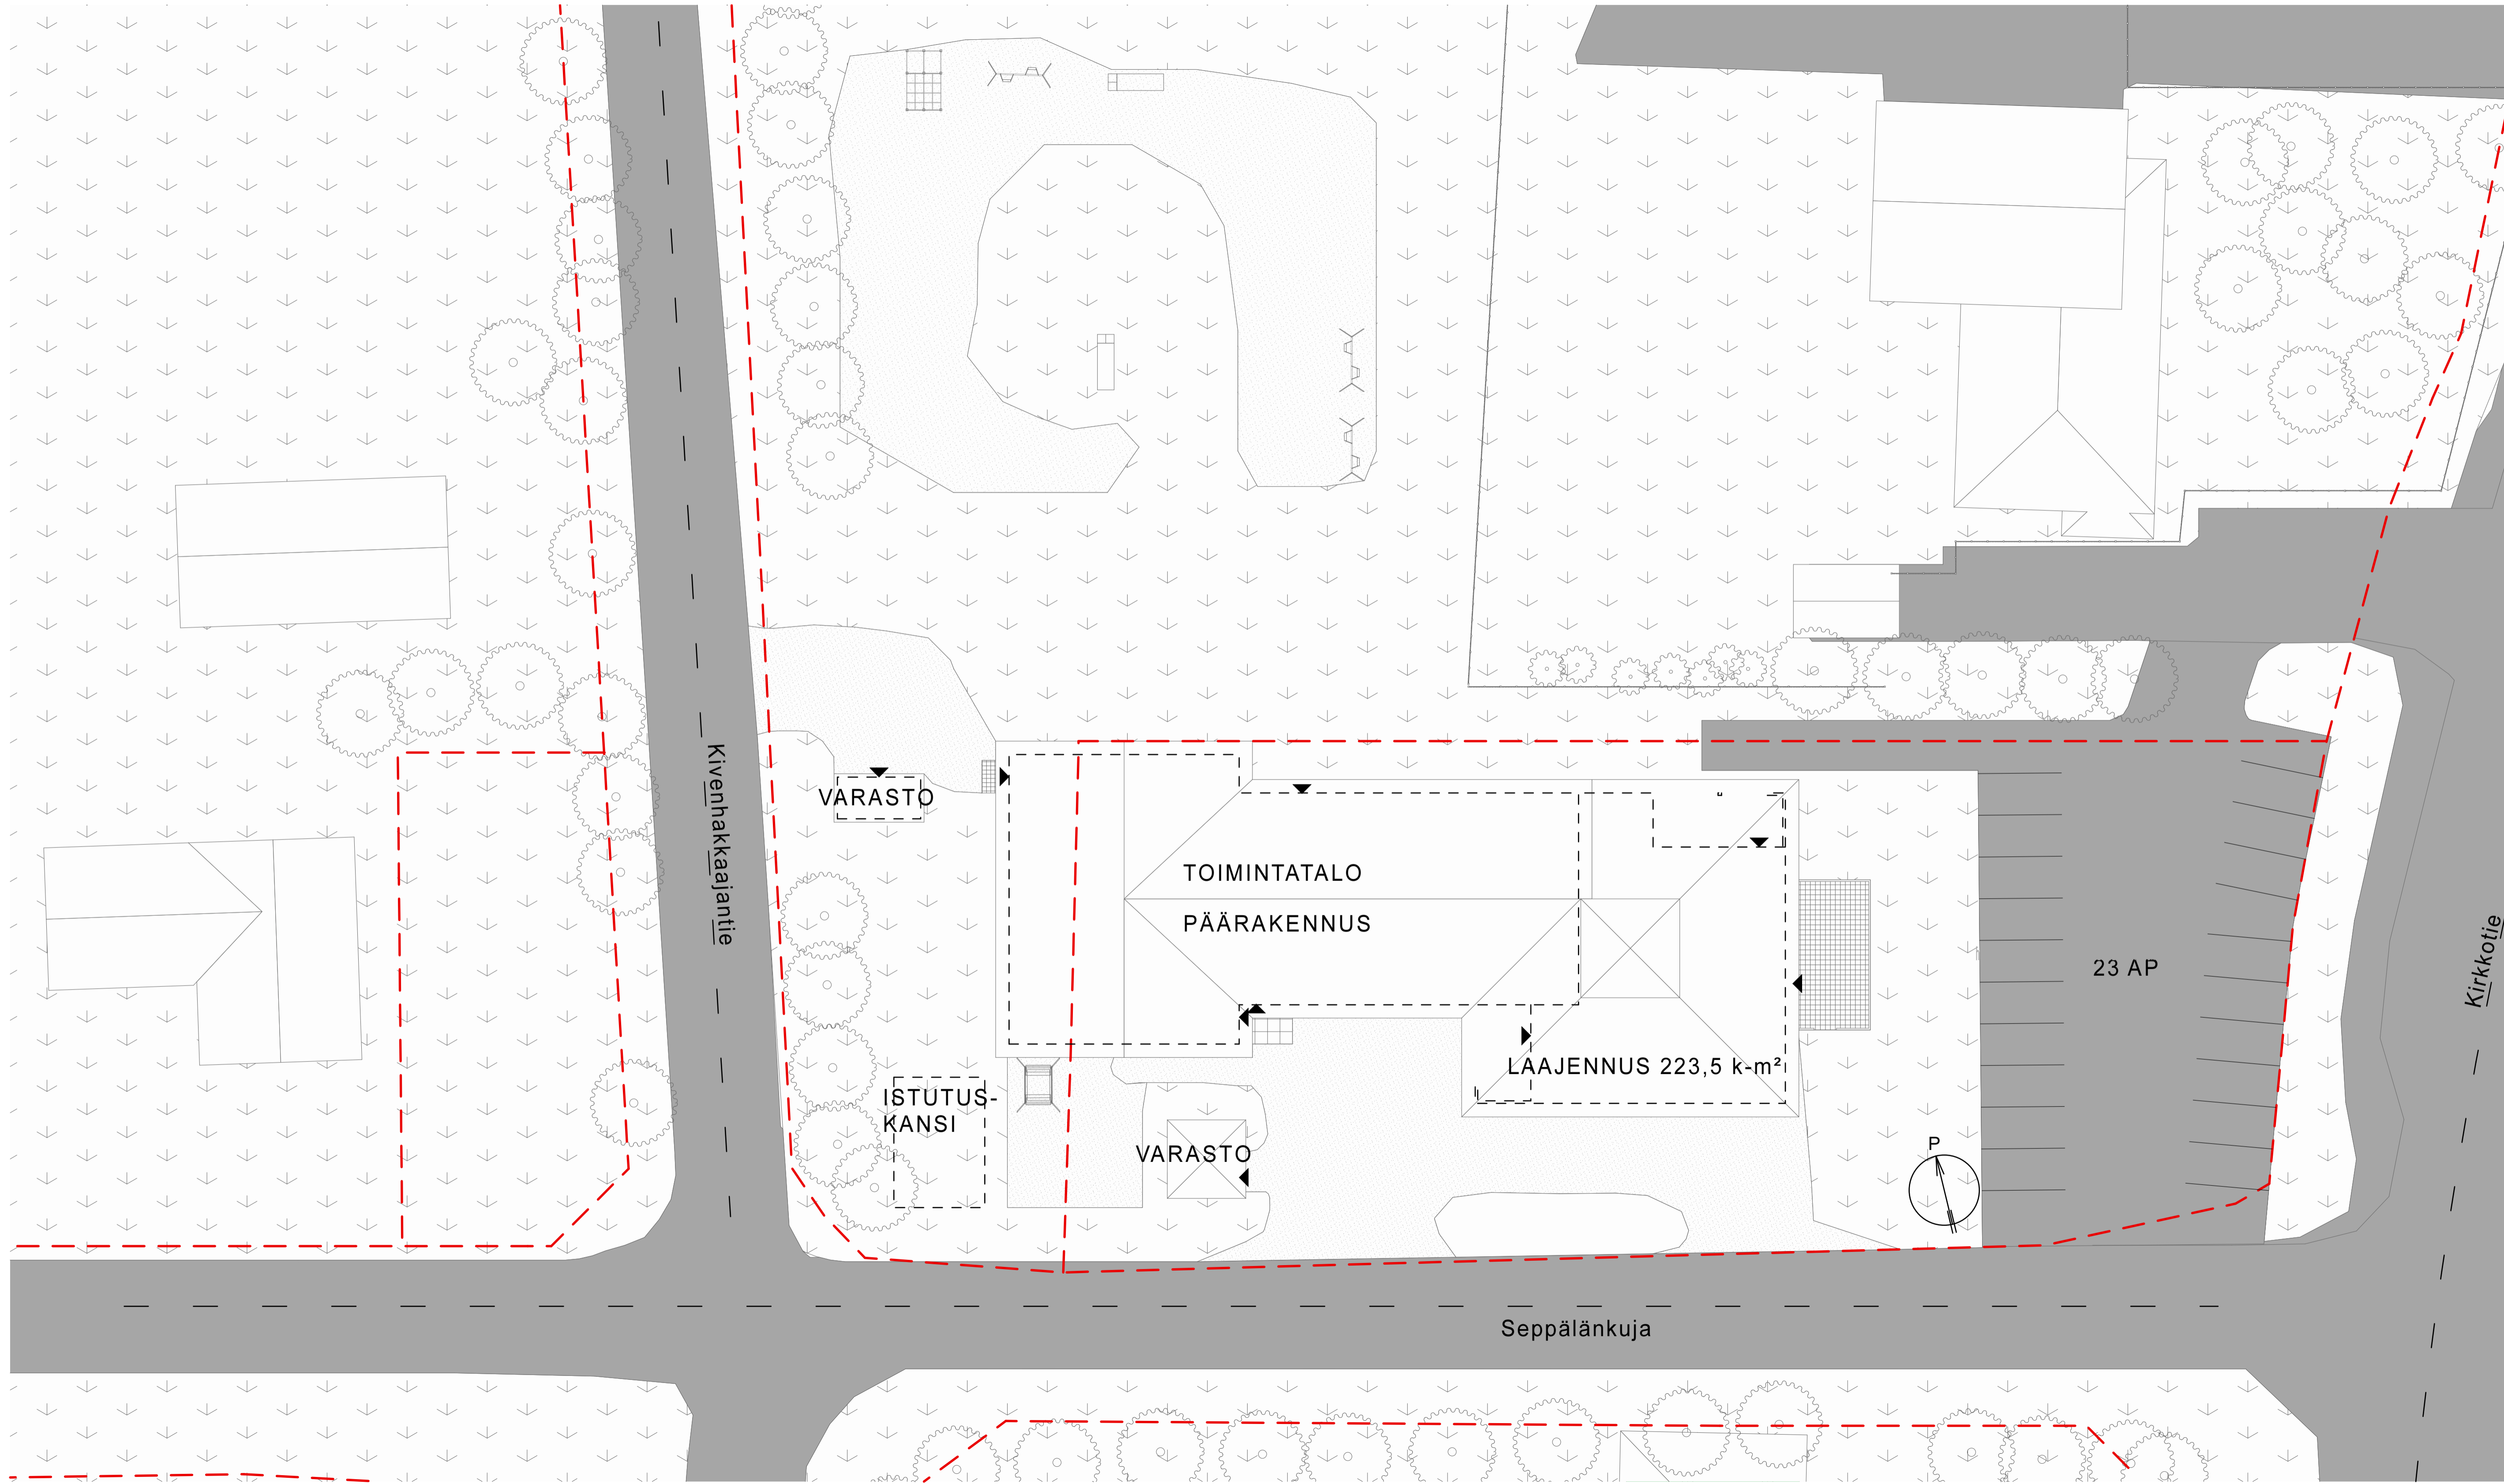 Kivenhakkaajantie
VARASTO
TOIMINTATALO
PÄÄRAKENNUS
23 AP
Kirkkotie
LAAJENNUS 223,5 k-m²
ISTUTUS-
KANSI
VARASTO
P
Seppälänkuja